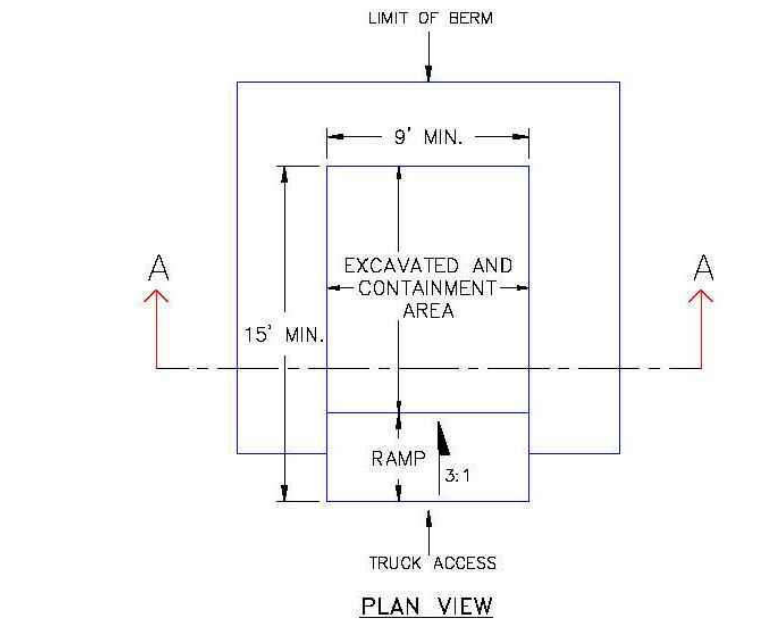 LIMIT OF BERM
9' MIN.
A
A
EXCAVATED AND
CONTAINMENT
AREA
15' MIN.
RAMP
3:1
TRUCK ACCESS
PLAN VIEW